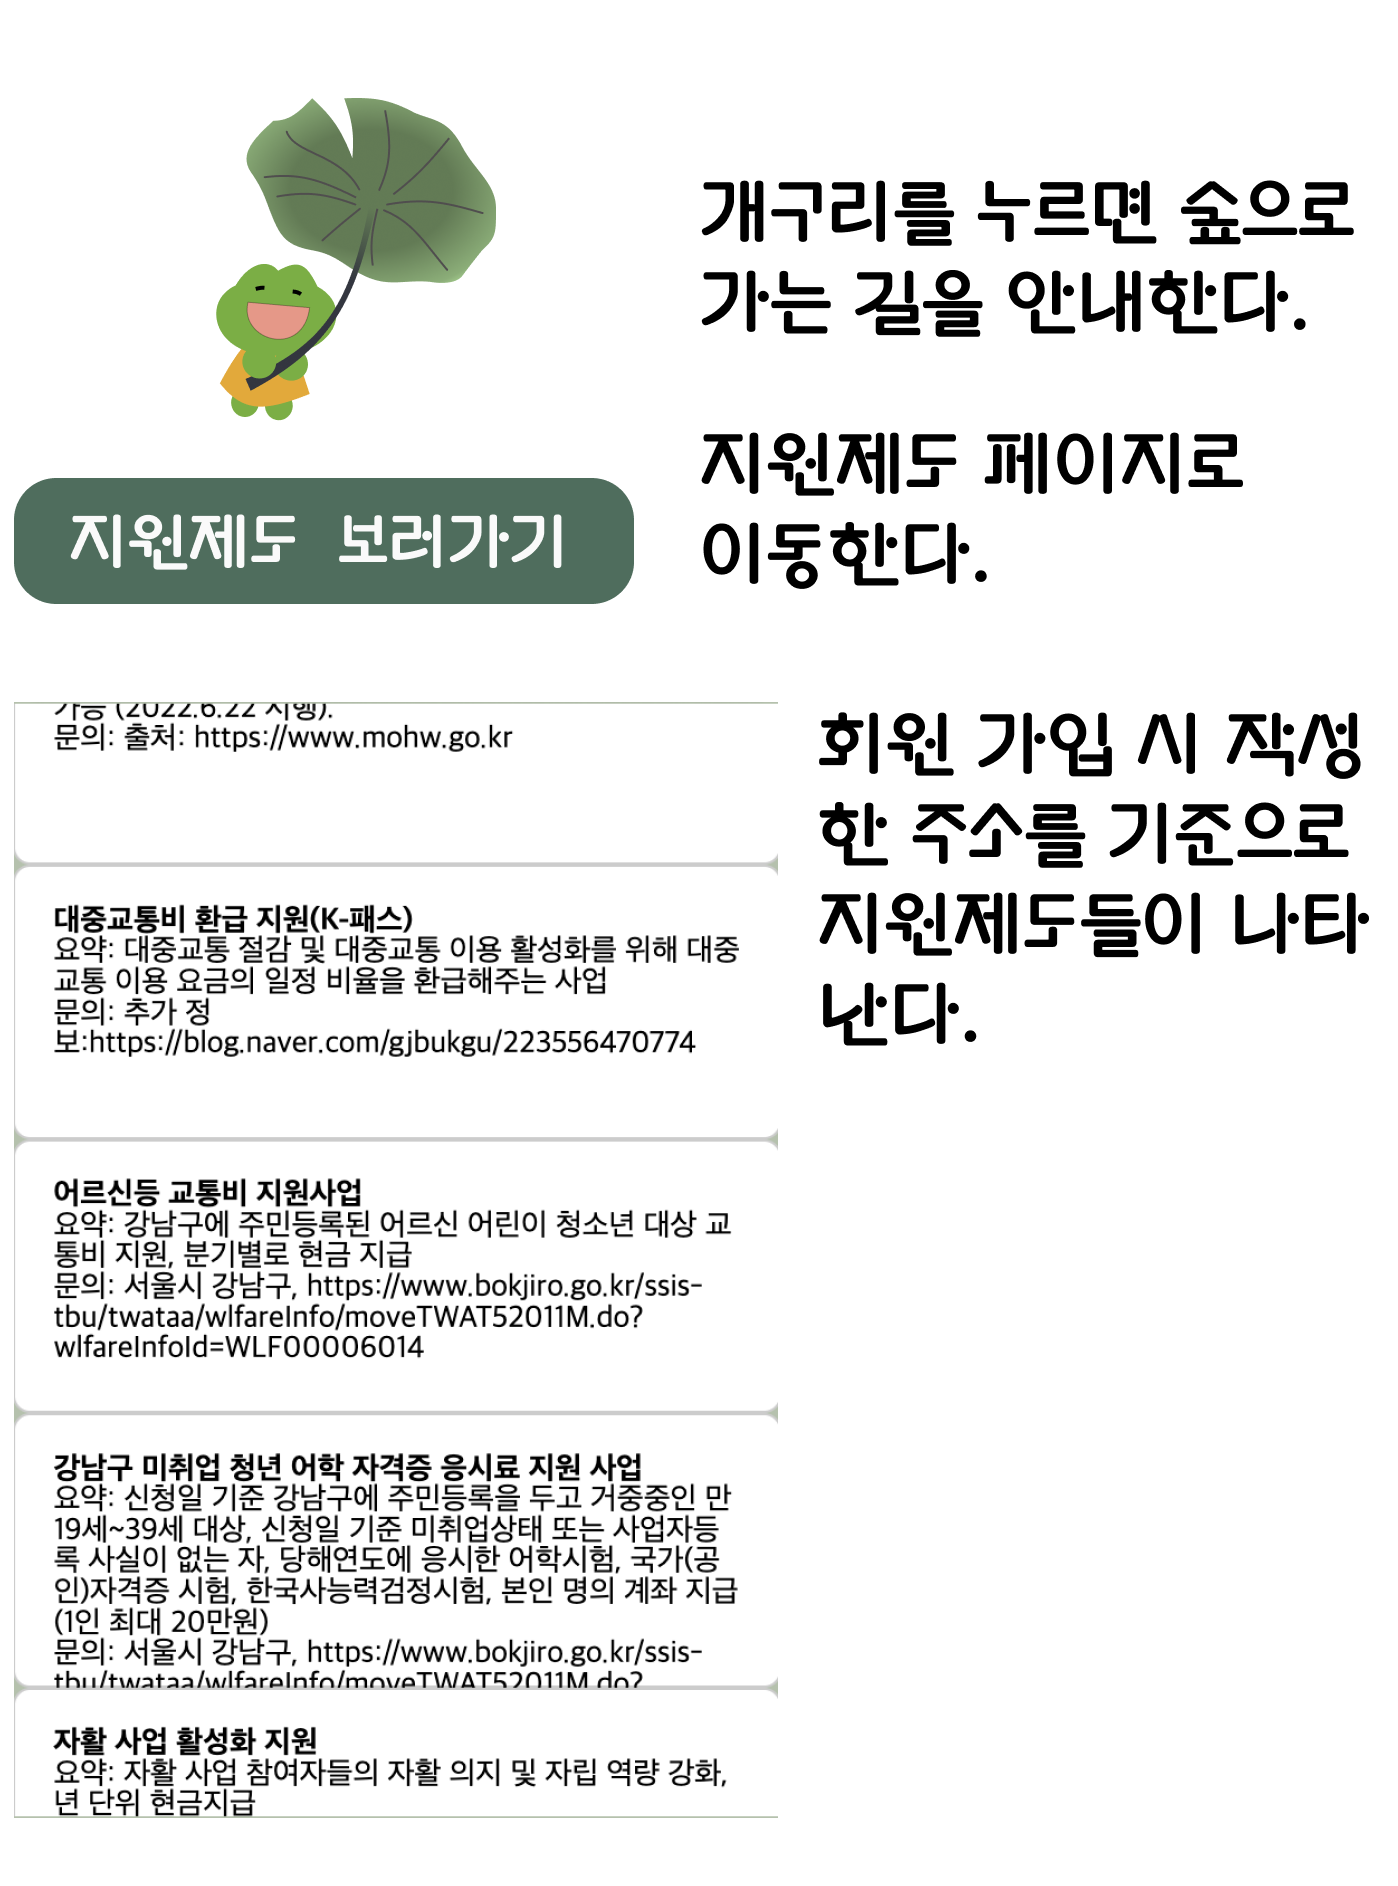 개구리를 누르면 숲으로
가는 길을 안내한다.
지원제도 페이지로
이동한다.
지원제도 보러가기
가능 (2022.6.22 시행).
문의: 출처: https://www.mohw.go.kr
대중교통비 환급 지원(K-패스)
요약: 대중교통 절감 및 대중교통 이용 활성화를 위해 대중
교통 이용 요금의 일정 비율을 환급해주는 사업
문의: 추가 정
보:https://blog.naver.com/gjbukgu/223556470774
어르신등 교통비 지원사업
요약: 강남구에 주민등록된 어르신 어린이 청소년 대상 교
통비 지원, 분기별로 현금 지급
문의: 서울시 강남구, https://www.bokjiro.go.kr/ssis-
tbu/twataa/wlfareInfo/moveTWAT52011M.do?
wlfareInfoId=WLF00006014
강남구 미취업 청년 어학 자격증 응시료 지원 사업
요약: 신청일 기준 강남구에 주민등록을 두고 거중중인 만
19세~39세 대상, 신청일 기준 미취업상태 또는 사업자등
록 사실이 없는 자, 당해연도에 응시한 어학시험, 국가(공
인)자격증 시험, 한국사능력검정시험, 본인 명의 계좌 지급
(1인 최대 20만원)
문의: 서울시 강남구, https://www.bokjiro.go.kr/ssis-
tbu/twataa/wlfareInfo/moveTWAT52011M.do?
자활 사업 활성화 지원
요약: 자활 사업 참여자들의 자활 의지 및 자립 역량 강화,
년 단위 현금지급
회원 가입 시 작성
한 주소를 기준으로
지원제도들이 나타
난다.